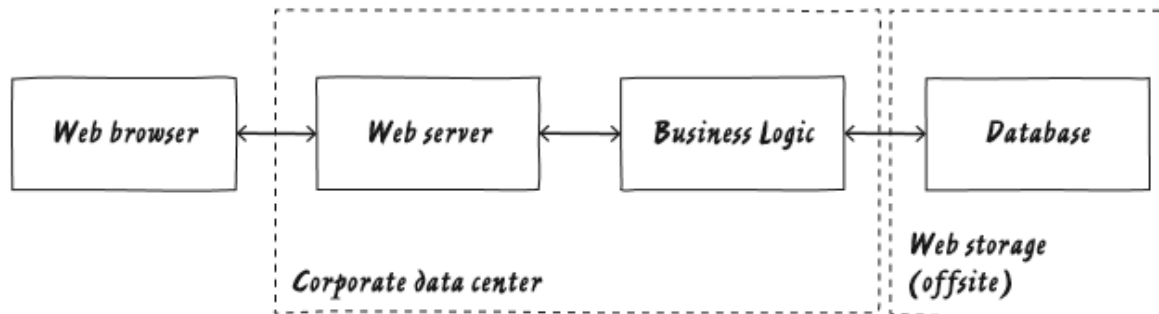 Web browser
Web server
Business Logic
Database
Corporate data center
Web storage
(offsite)